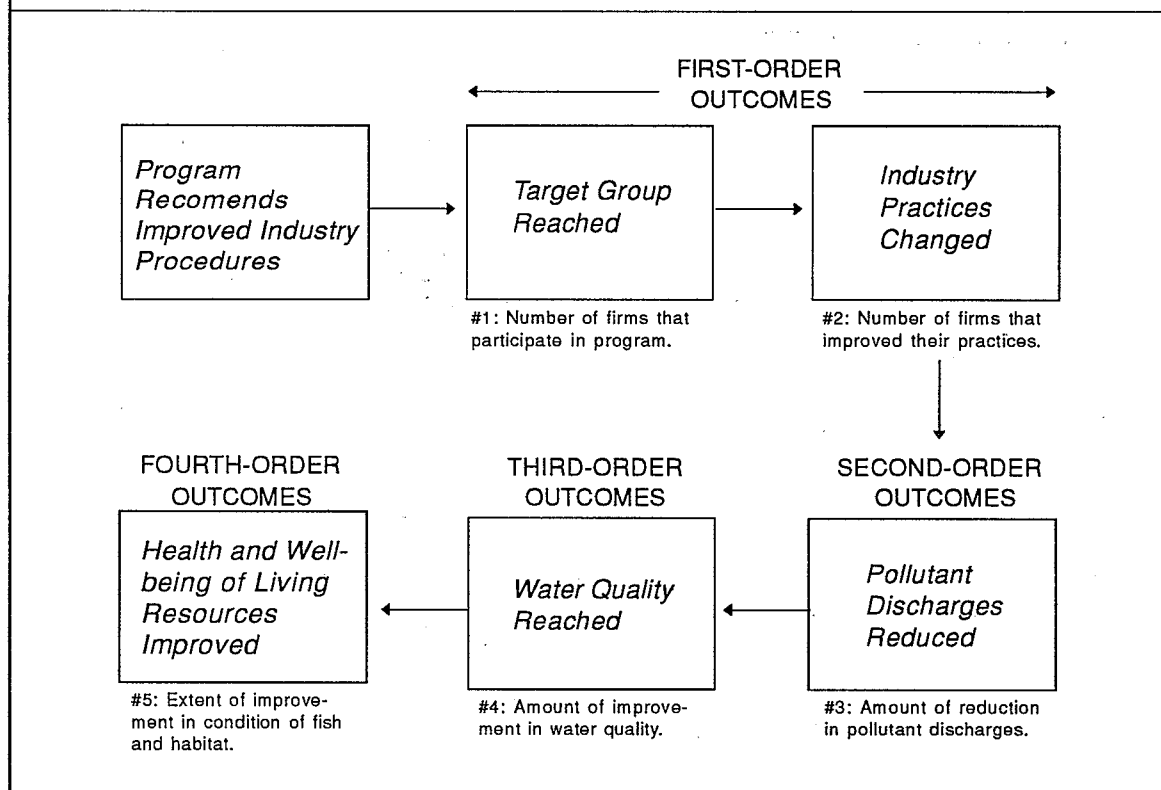 FIRST-ORDER
OUTCOMES
Program
Recomends
Improved Industry
Procedures
Target Group
Reached
Industry
Practices
Changed
#1: Number of firms that
participate in program.
#2: Number of firms that
improved their practices.
FOURTH-ORDER
OUTCOMES
THIRD-ORDER
OUTCOMES
SECOND-ORDER
OUTCOMES
Health and Well-
being of Living
Resources
Improved
Water Quality
Reached
Pollutant
Discharges
Reduced
#5: Extent of improve-
ment in condition of fish
and habitat.
#4: Amount of improve-
ment in water quality.
#3: Amount of reduction
in pollutant discharges.